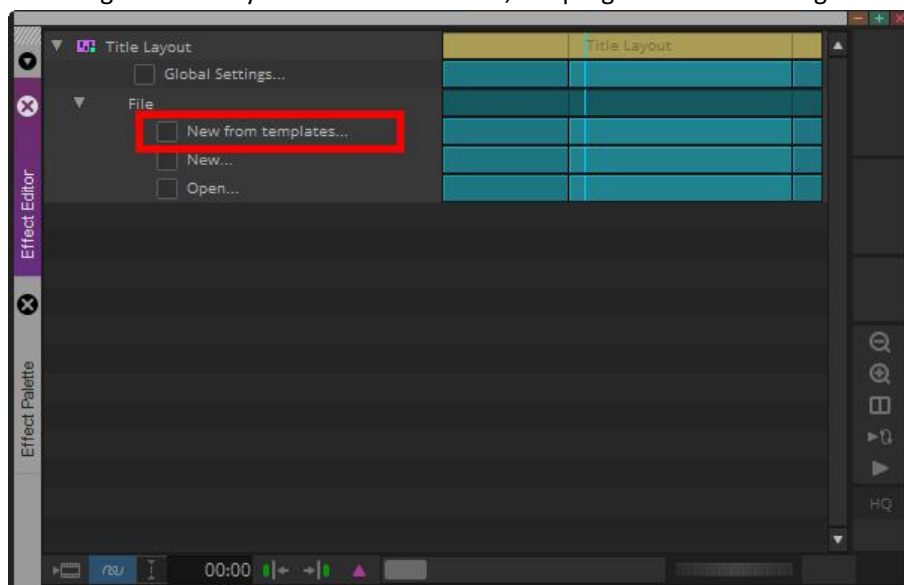 Title Layout
Title Layout
Global Settings...
File
New from templates...
New...
Open...
Effect Editor
Effect Palette
HQ
00:00